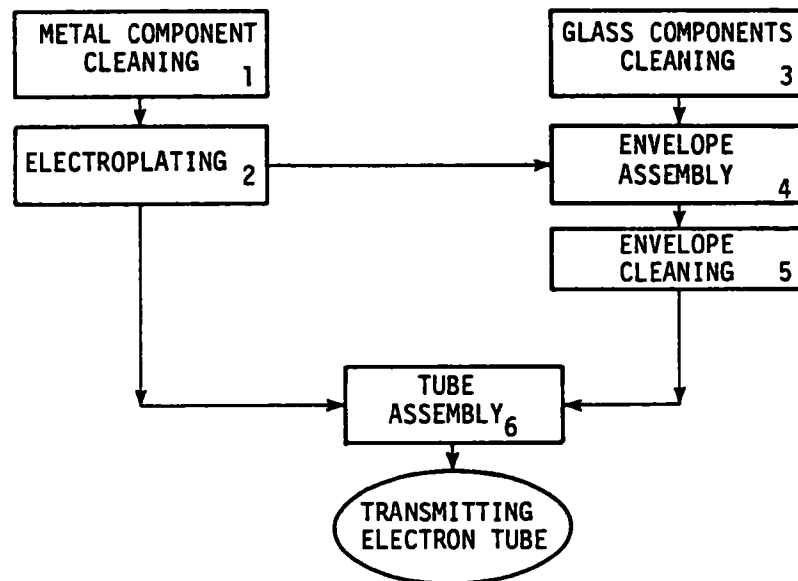 METAL COMPONENT
CLEANING
1
GLASS COMPONENTS
CLEANING
3
ELECTROPLATING
2
ENVELOPE
ASSEMBLY
4
ENVELOPE
CLEANING
5
TUBE
ASSEMBLY
6
TRANSMITTING
ELECTRON TUBE